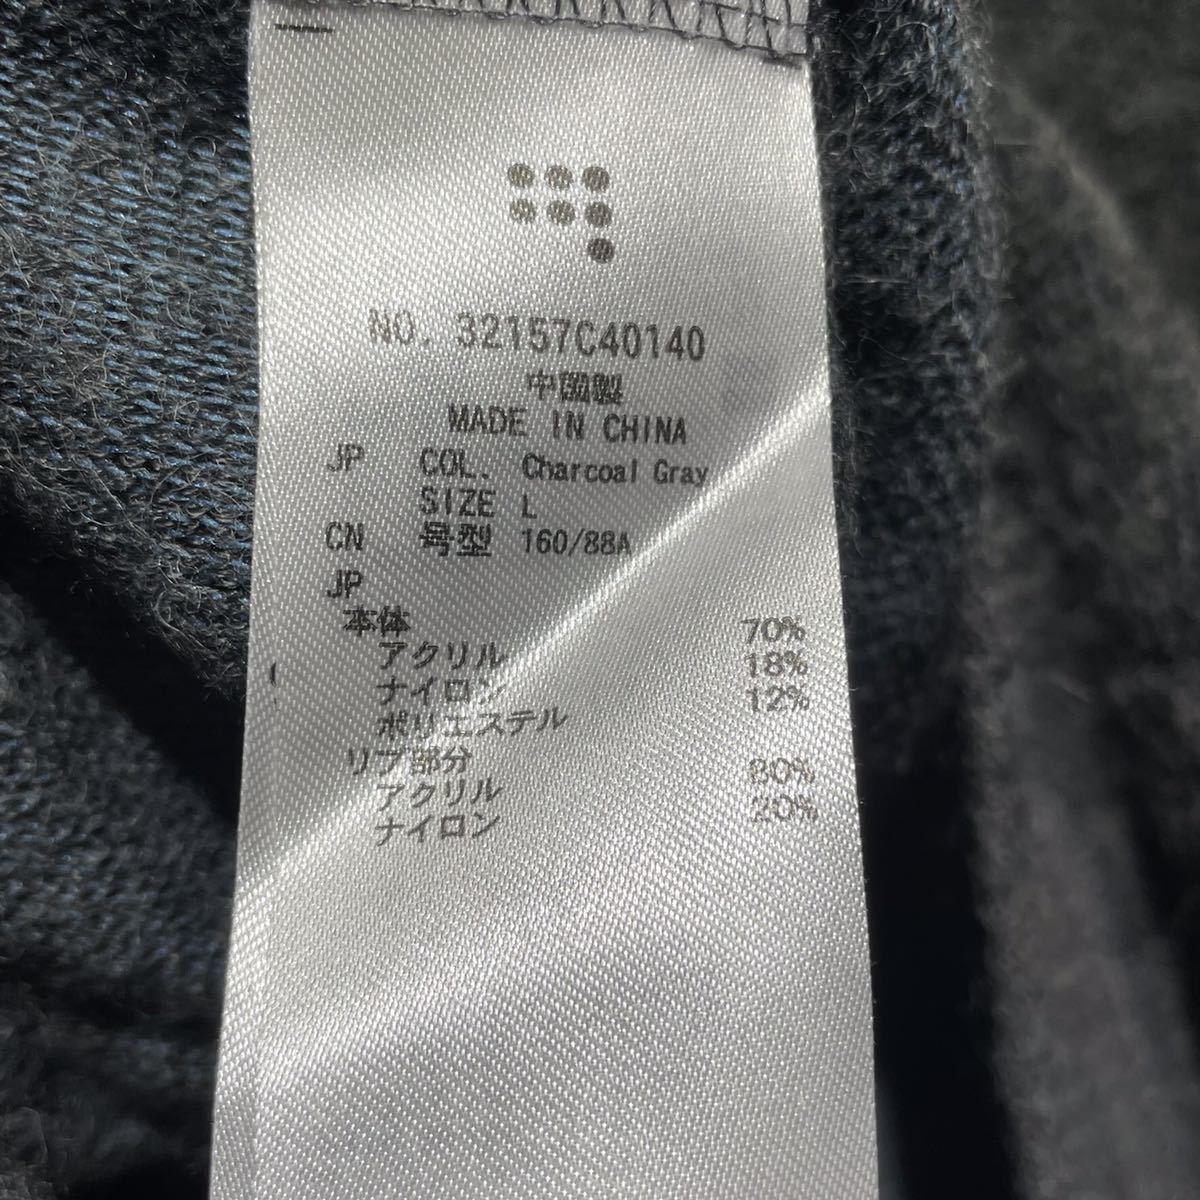 NO. 32157C40140
中国製
MADE IN CHINA
JP COL. Charcoal Gray
SIZE L
CN 号型 160/88A
JP
本体
アクリル 70%
ナイロン 18%
ポリエステル 12%
リブ部分
アクリル 80%
ナイロン 20%